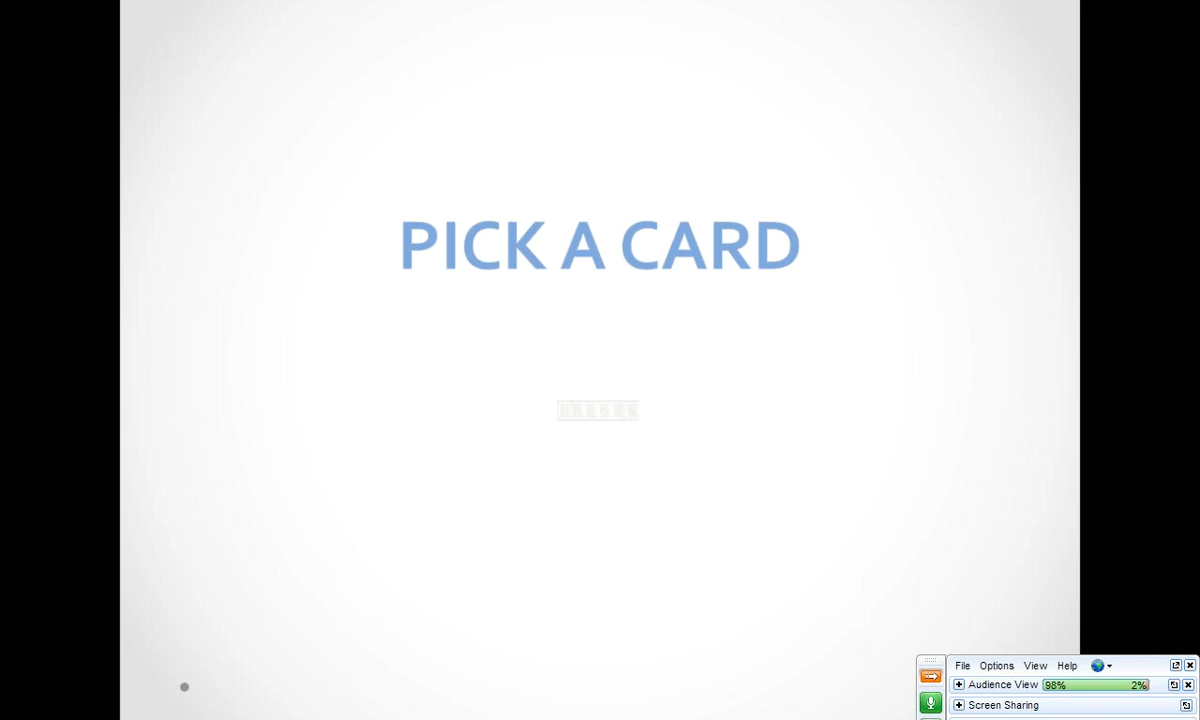 PICK A CARD
File Options View Help
Audience View 98% 2%
Screen Sharing